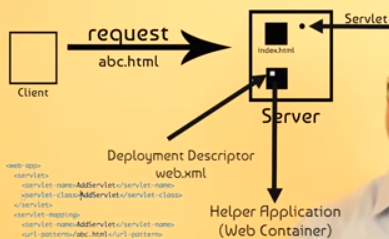 request
abc.html
Client
index.html
Servlet
Server
Deployment Descriptor
web.xml
Helper Application
(Web Container)
<web-app>
<servlet>
<servlet-name>AddServlet</servlet-name>
<servlet-class>AddServlet</servlet-class>
</servlet>
<servlet-mapping>
<servlet-name>AddServlet</servlet-name>
<url-pattern>/abc.html</url-pattern>